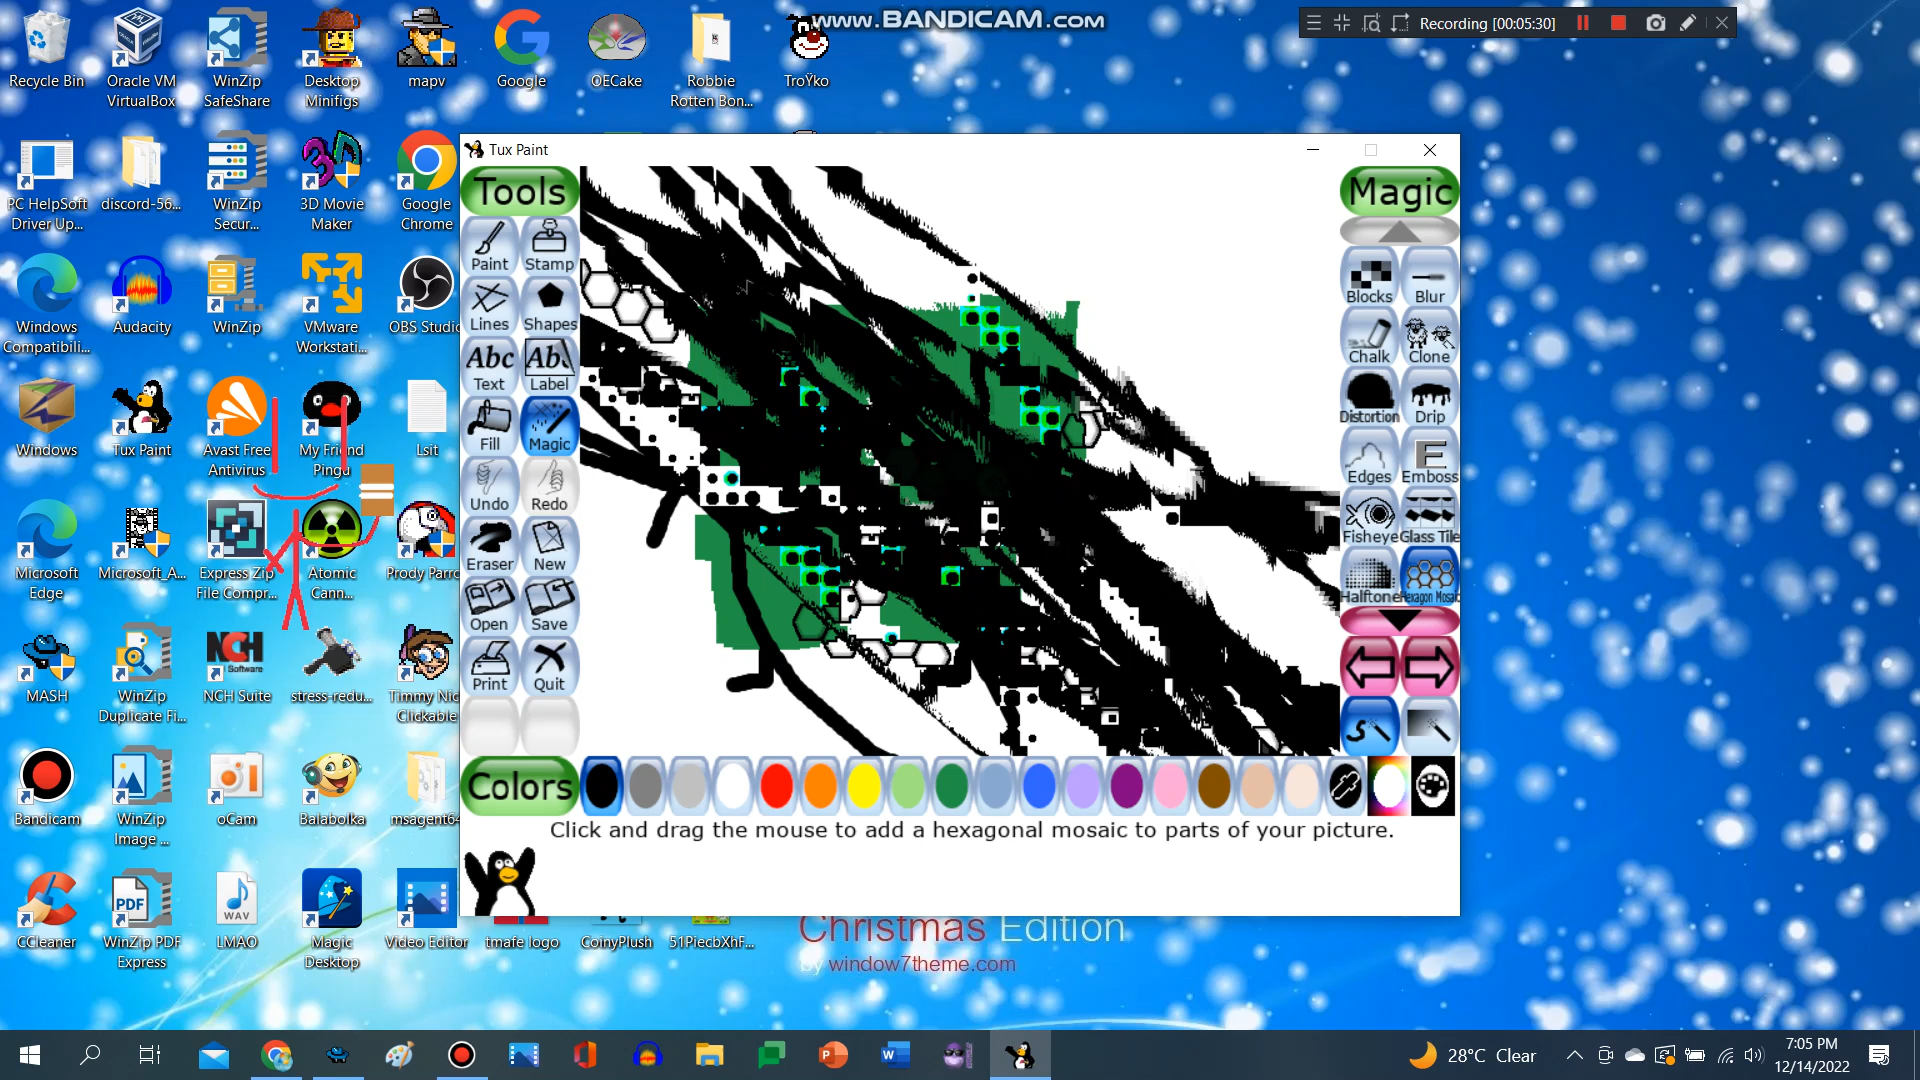 www.BANDICAM.com
Recording [00:05:30]
Recycle Bin
Oracle VM
VirtualBox
WinZip
SafeShare
Desktop
Minifigs
mapv
Google
OECake
Robbie
Rotten Bon...
TroŸko
PC HelpSoft
Driver Up...
discord-56...
WinZip
Secur...
3D Movie
Maker
Google
Chrome
Windows
Compatibili...
Audacity
WinZip
VMware
Workstati...
OBS Studio
Windows
Tux Paint
Avast Free
Antivirus
My Friend
Pingu
Lsit
Microsoft
Edge
Microsoft_A...
Express Zip
File Compr...
Atomic
Cann...
Prody Parro
MASH
WinZip
Duplicate Fi...
NCH Software
NCH Suite
stress-redu...
Timmy Nic
Clickable
Bandicam
WinZip
Image ...
oCam
Balabolka
msagent64
CCleaner
PDF
WinZip PDF
Express
WAV
LMAO
Magic
Desktop
Video Editor
tmafe logo
CoinyPlush
51PiecbXhF...
Tux Paint
Tools
Magic
Paint
Stamp
Lines
Shapes
Abc
Text
Abc
Label
Fill
Magic
Undo
Redo
Eraser
New
Open
Save
Print
Quit
Blocks
Blur
Chalk
Clone
Distortion
Drip
Edges
Emboss
Fisheye
Glass Tile
Halftone
Hexagon Mosaic
Colors
Click and drag the mouse to add a hexagonal mosaic to parts of your picture.
Christmas Edition
by window7theme.com
28°C Clear
7:05 PM
12/14/2022